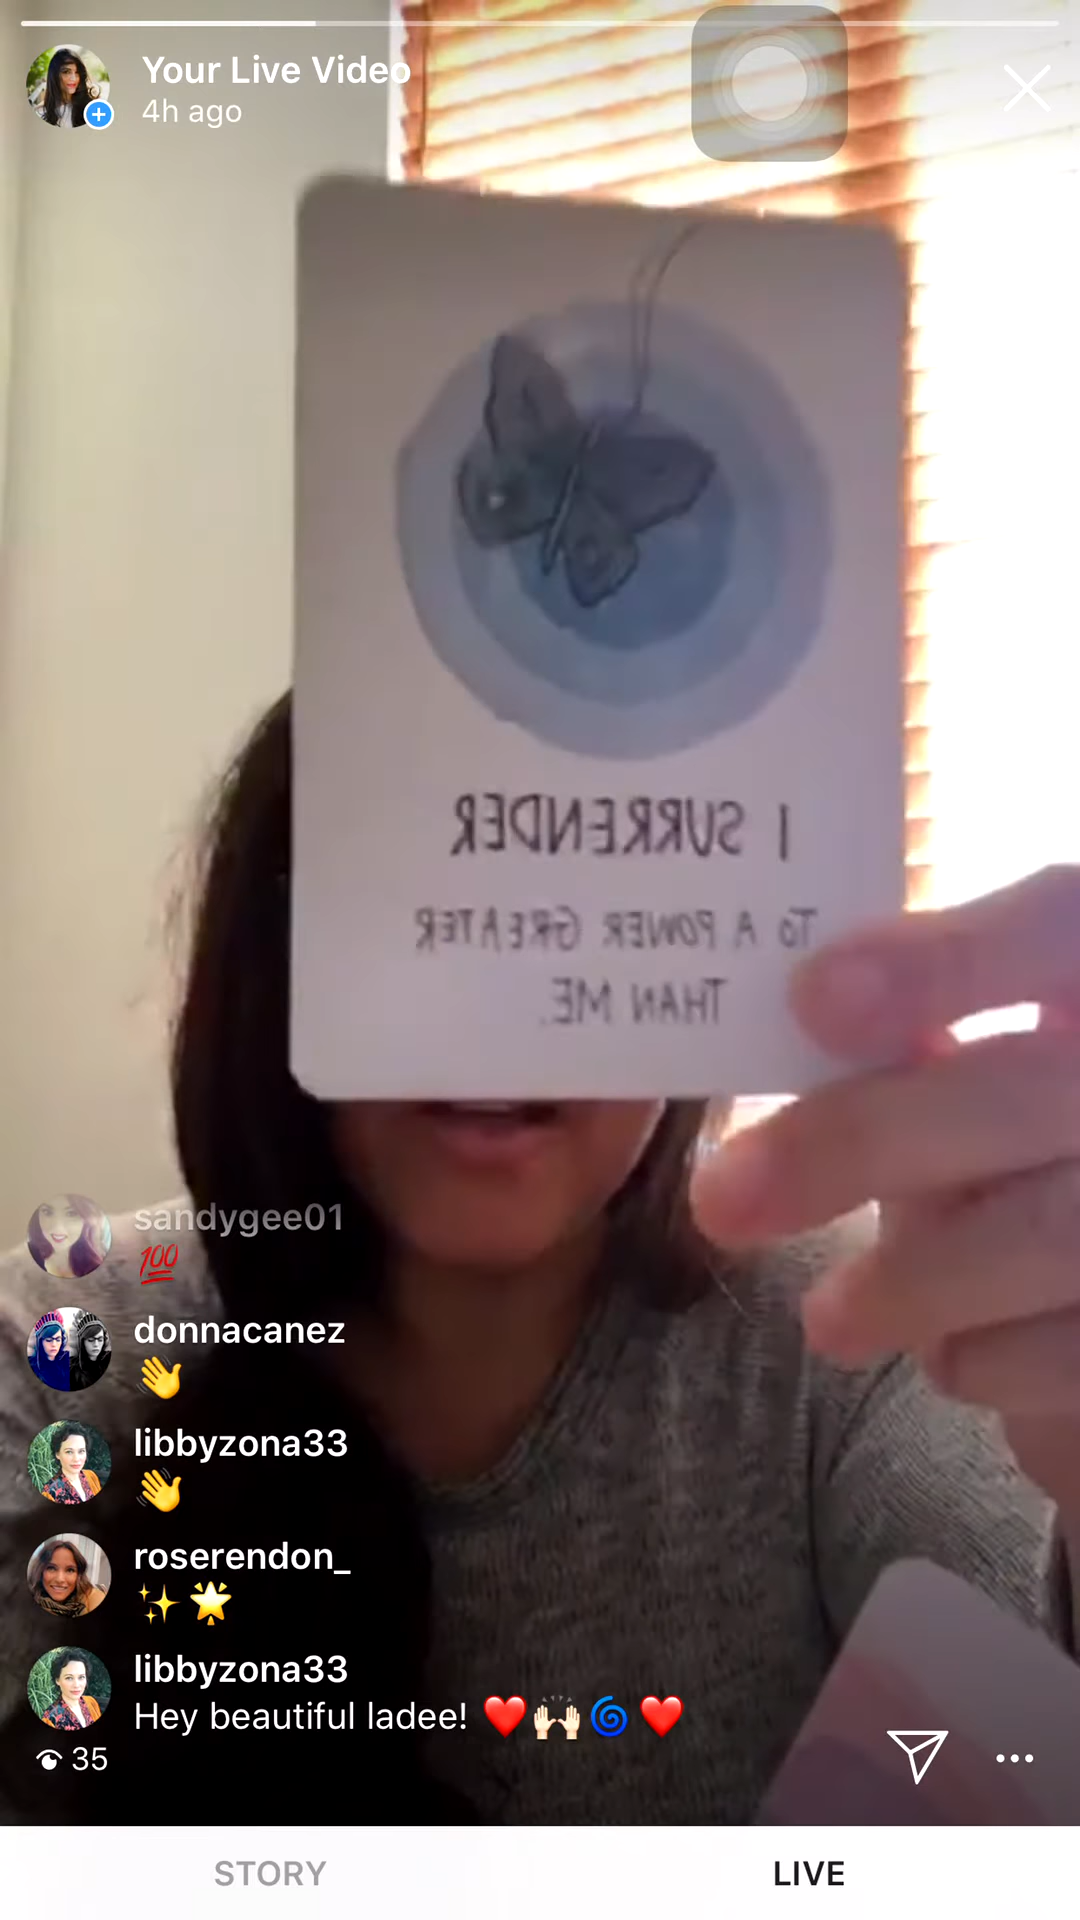 Your Live Video
4h ago
I SURRENDER
TO A POWER GREATER
THAN ME.
sandygee01
💯
donnacanez
👋
libbyzona33
👋
roserendon_
✨🌟
libbyzona33
Hey beautiful ladee! ❤️🙌🏻🌀❤️
35
STORY
LIVE